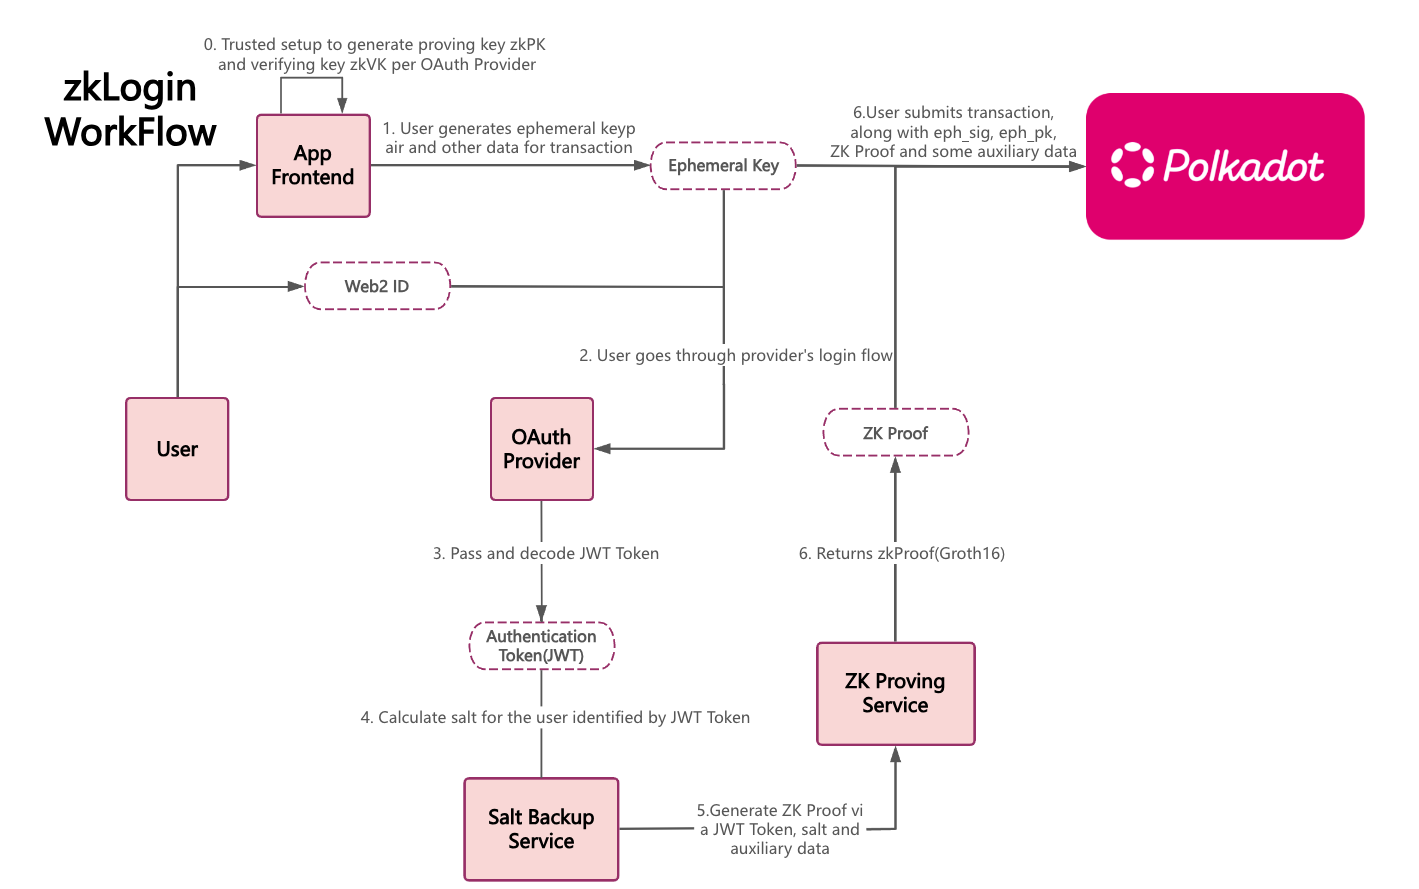 0. Trusted setup to generate proving key zkPK
and verifying key zkVK per OAuth Provider
zkLogin
WorkFlow
App
Frontend
1. User generates ephemeral keyp
air and other data for transaction
Ephemeral Key
6.User submits transaction,
along with eph_sig, eph_pk,
ZK Proof and some auxiliary data
Polkadot
Web2 ID
2. User goes through provider's login flow
User
OAuth
Provider
ZK Proof
3. Pass and decode JWT Token
6. Returns zkProof(Groth16)
Authentication
Token(JWT)
ZK Proving
Service
4. Calculate salt for the user identified by JWT Token
Salt Backup
Service
5.Generate ZK Proof vi
a JWT Token, salt and
auxiliary data